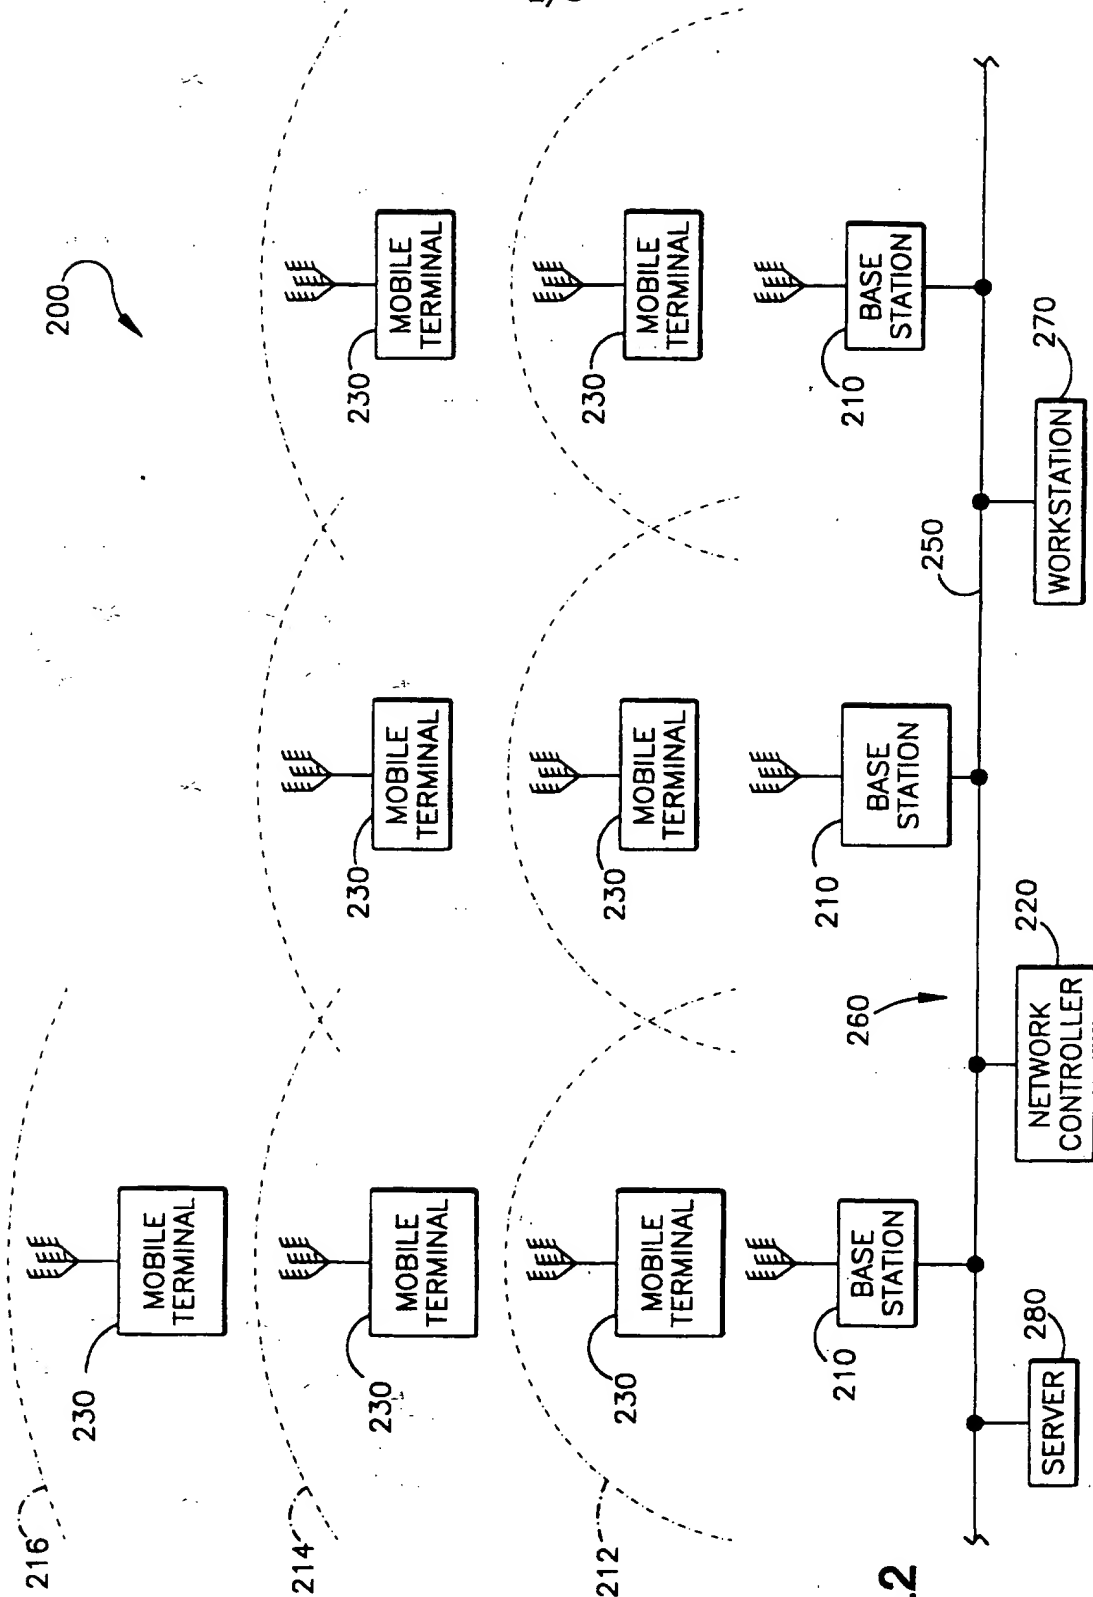 200
216
230
MOBILE
TERMINAL
214
230
MOBILE
TERMINAL
230
MOBILE
TERMINAL
230
MOBILE
TERMINAL
212
230
MOBILE
TERMINAL
230
MOBILE
TERMINAL
230
MOBILE
TERMINAL
210
BASE
STATION
210
BASE
STATION
210
BASE
STATION
260
250
SERVER
280
NETWORK
CONTROLLER
220
WORKSTATION
270
.2